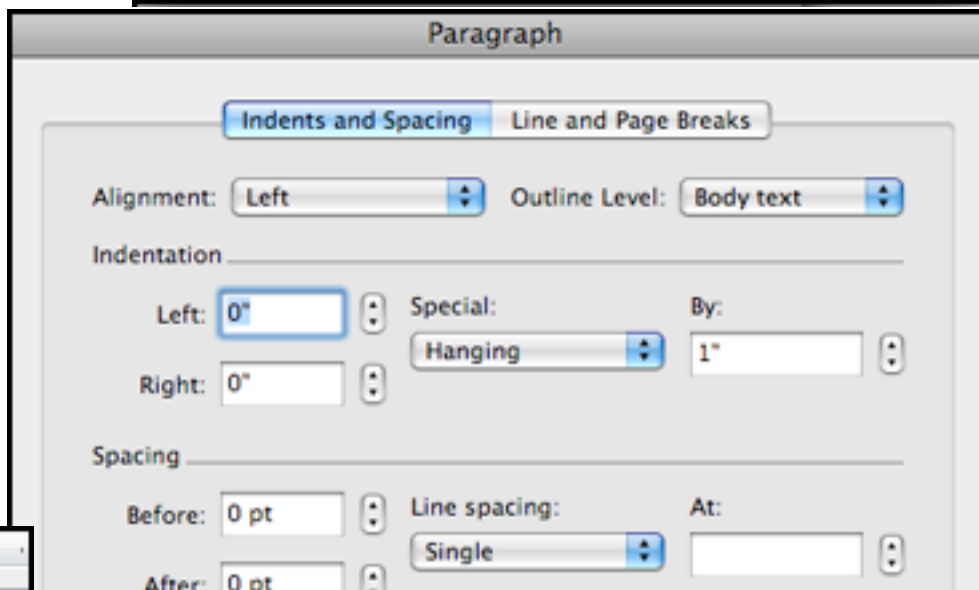 Paragraph
Indents and Spacing Line and Page Breaks
Alignment: Left Outline Level: Body text
Indentation
Left: 0" Special: By:
Hanging 1"
Right: 0"
Spacing
Before: 0 pt Line spacing: At:
Single
After: 0 pt